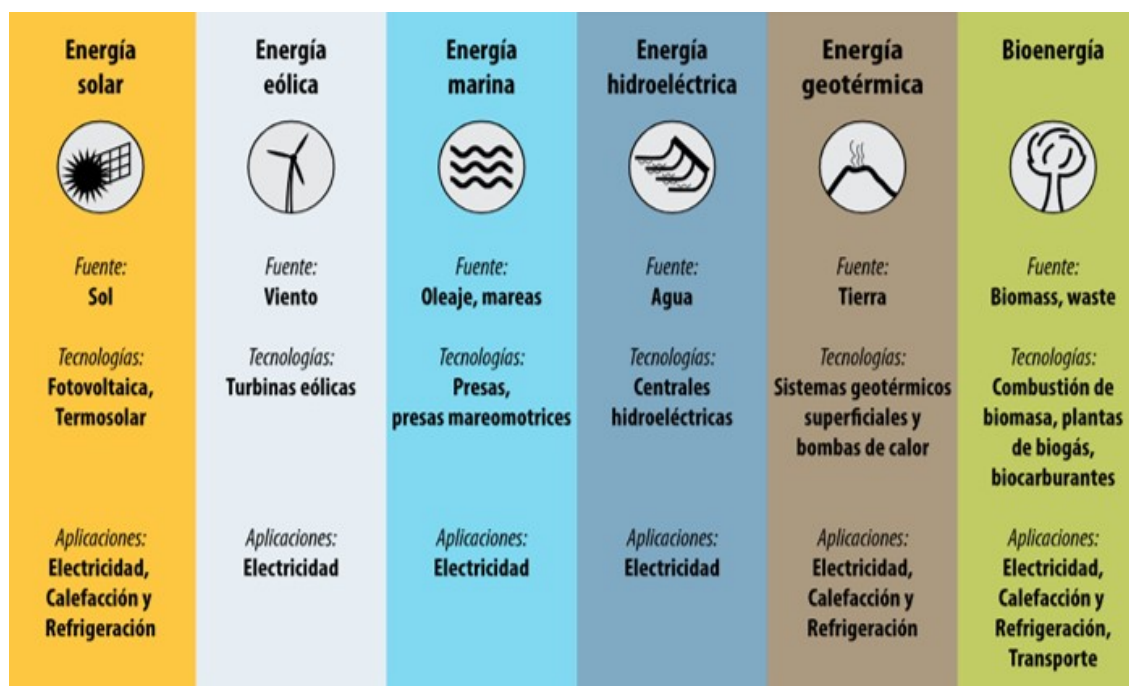 Energía
solar
Fuente:
Sol
Tecnologías:
Fotovoltaica,
Termosolar
Aplicaciones:
Electricidad,
Calefacción y
Refrigeración
Energía
eólica
Fuente:
Viento
Tecnologías:
Turbinas eólicas
Aplicaciones:
Electricidad
Energía
marina
Fuente:
Oleaje, mareas
Tecnologías:
Presas,
presas mareomotrices
Aplicaciones:
Electricidad
Energía
hidroeléctrica
Fuente:
Agua
Tecnologías:
Centrales
hidroeléctricas
Aplicaciones:
Electricidad
Energía
geotérmica
Fuente:
Tierra
Tecnologías:
Sistemas geotérmicos
superficiales y
bombas de calor
Aplicaciones:
Electricidad,
Calefacción y
Refrigeración
Bioenergía
Fuente:
Biomass, waste
Tecnologías:
Combustión de
biomasa, plantas
de biogás,
biocarburantes
Aplicaciones:
Electricidad,
Calefacción y
Refrigeración,
Transporte